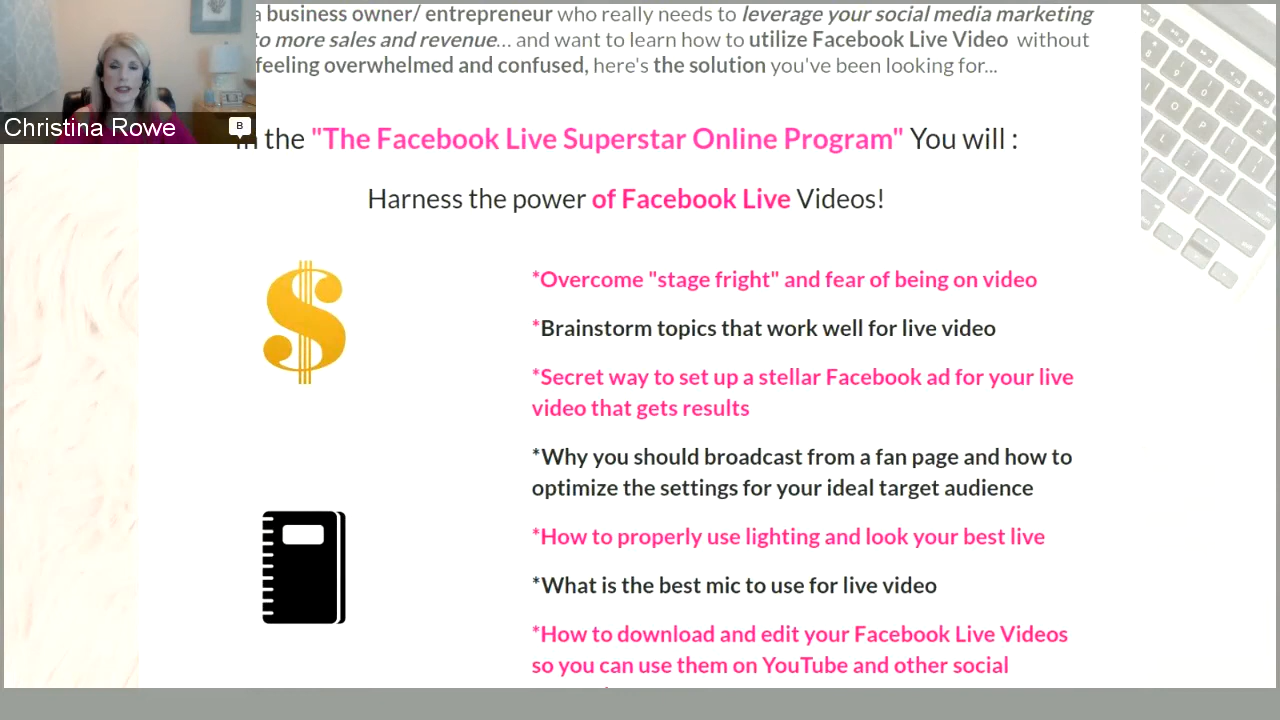 a business owner/ entrepreneur who really needs to leverage your social media marketing
to more sales and revenue... and want to learn how to utilize Facebook Live Video without
feeling overwhelmed and confused, here's the solution you've been looking for...
Christina Rowe
B
In the "The Facebook Live Superstar Online Program" You will :
Harness the power of Facebook Live Videos!
*Overcome "stage fright" and fear of being on video
*Brainstorm topics that work well for live video
*Secret way to set up a stellar Facebook ad for your live
video that gets results
*Why you should broadcast from a fan page and how to
optimize the settings for your ideal target audience
*How to properly use lighting and look your best live
*What is the best mic to use for live video
*How to download and edit your Facebook Live Videos
so you can use them on YouTube and other social